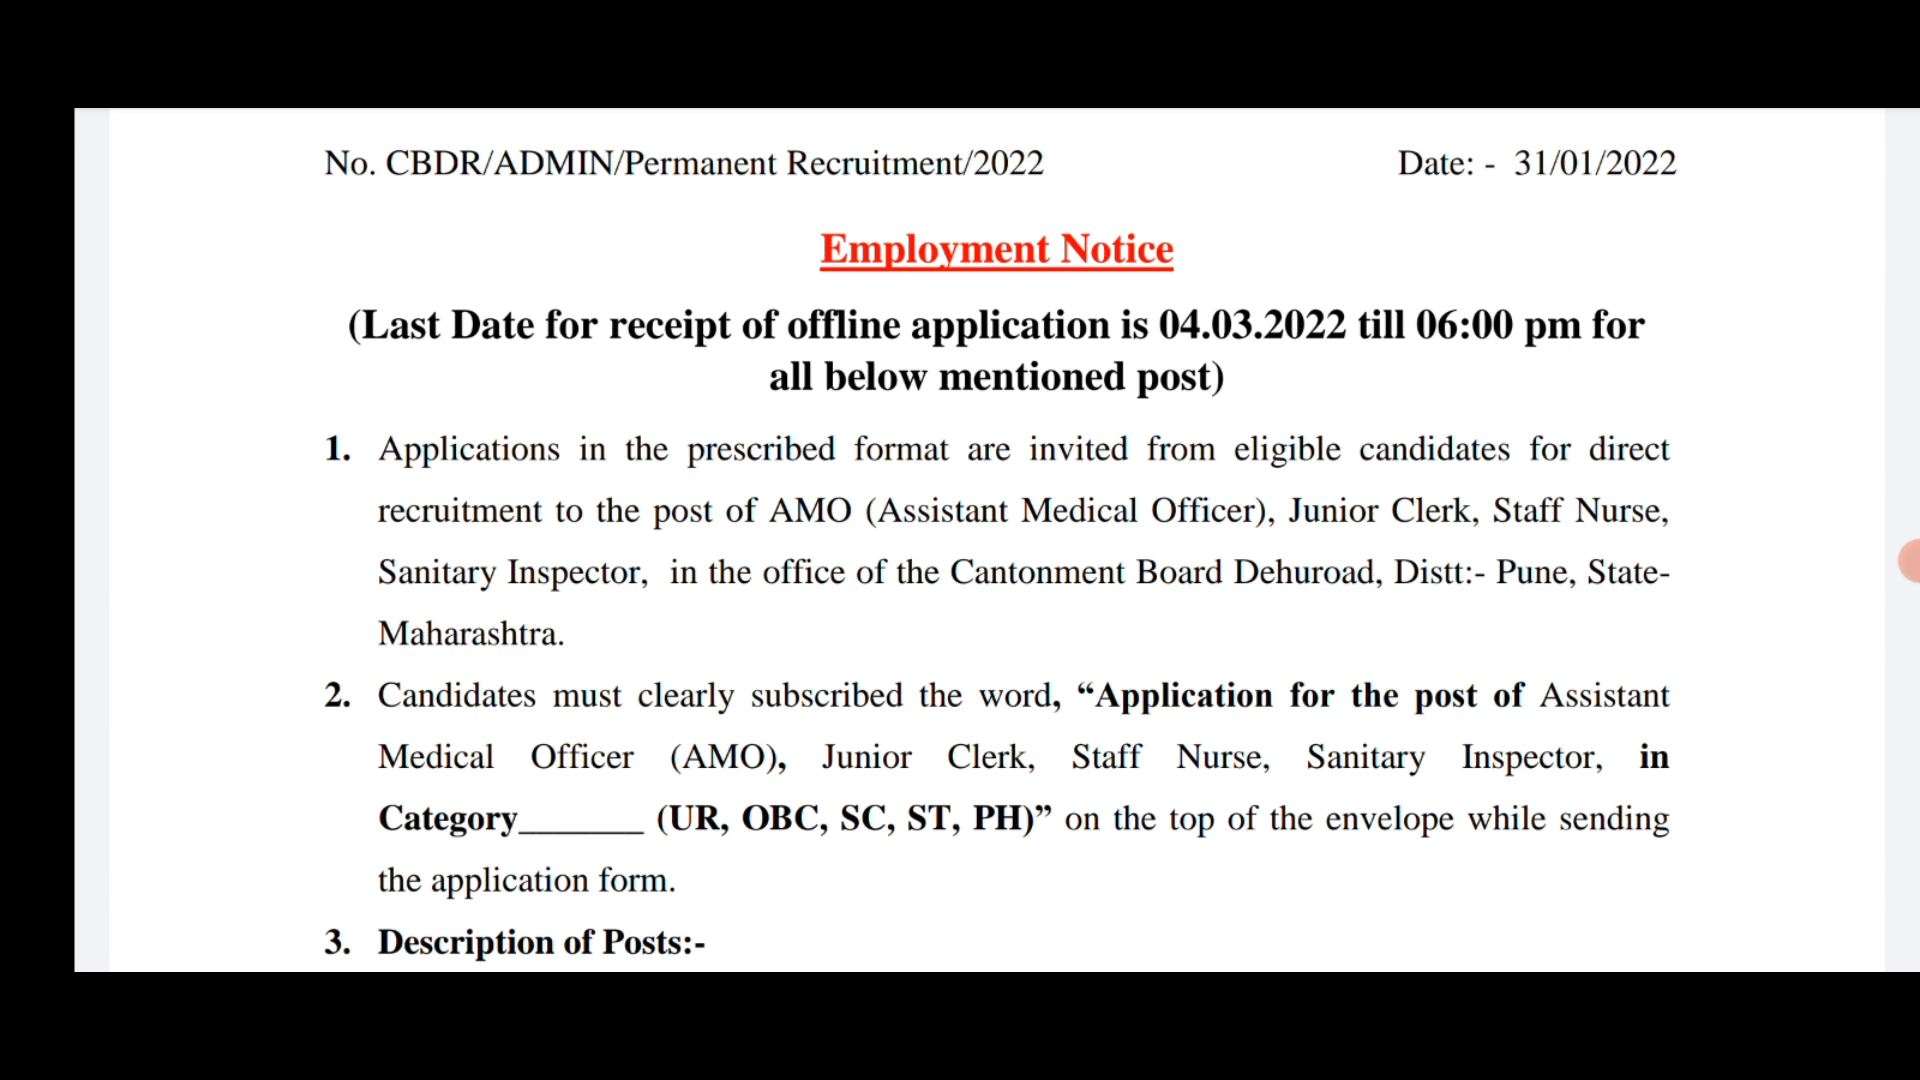 No. CBDR/ADMIN/Permanent Recruitment/2022 Date: - 31/01/2022
Employment Notice
(Last Date for receipt of offline application is 04.03.2022 till 06:00 pm for
all below mentioned post)
1. Applications in the prescribed format are invited from eligible candidates for direct
recruitment to the post of AMO (Assistant Medical Officer), Junior Clerk, Staff Nurse,
Sanitary Inspector, in the office of the Cantonment Board Dehuroad, Distt:- Pune, State-
Maharashtra.
2. Candidates must clearly subscribed the word, “Application for the post of Assistant
Medical Officer (AMO), Junior Clerk, Staff Nurse, Sanitary Inspector, in
Category_______ (UR, OBC, SC, ST, PH)” on the top of the envelope while sending
the application form.
3. Description of Posts:-